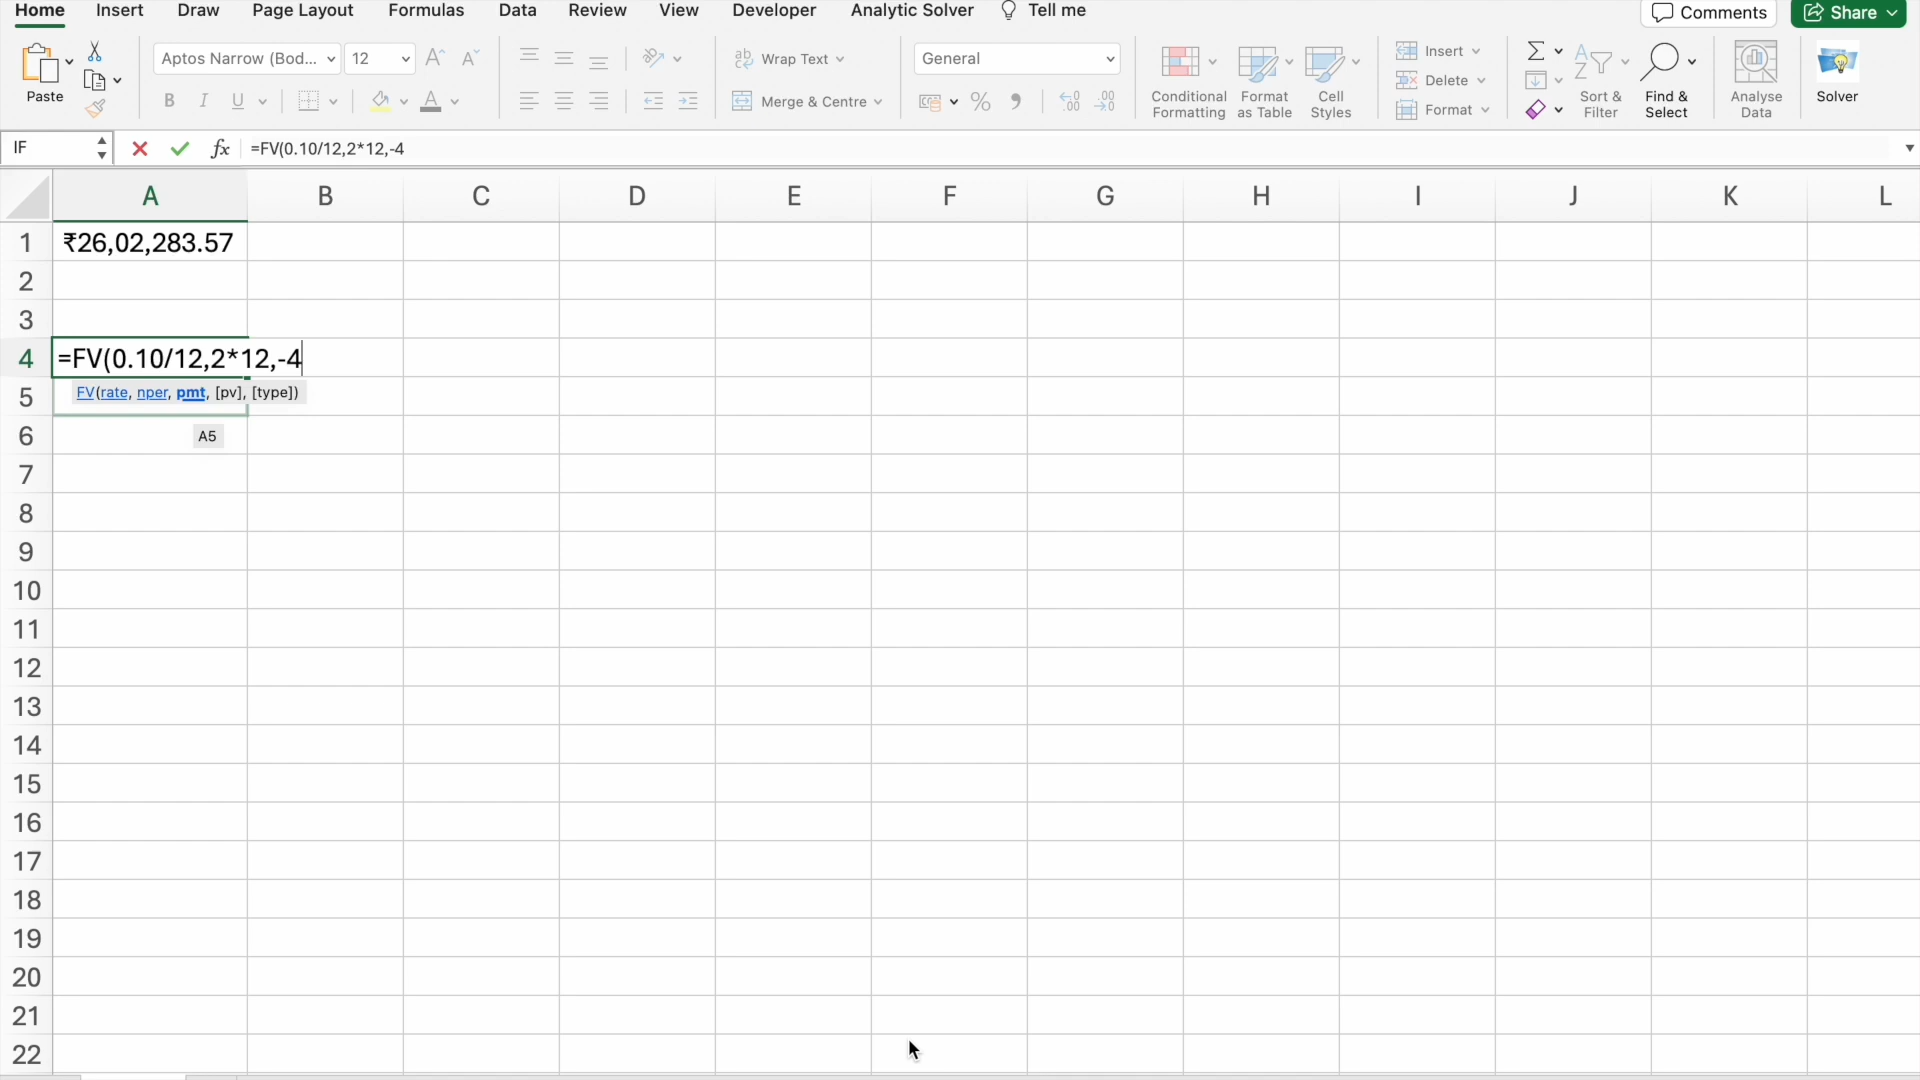 Home Insert Draw Page Layout Formulas Data Review View Developer Analytic Solver Tell me Comments Share
Paste
Aptos Narrow (Bod... 12
B I U A
ab Wrap Text
Merge & Centre
General
%
Conditional Formatting
Format as Table
Cell Styles
Insert
Delete
Format
Sort & Filter
Find & Select
Analyse Data
Solver
IF fx =FV(0.10/12,2*12,-4
A B C D E F G H I J K L
1 ₹26,02,283.57
2
3
4 =FV(0.10/12,2*12,-4
5 FV(rate, nper, pmt, [pv], [type])
6 A5
7
8
9
10
11
12
13
14
15
16
17
18
19
20
21
22